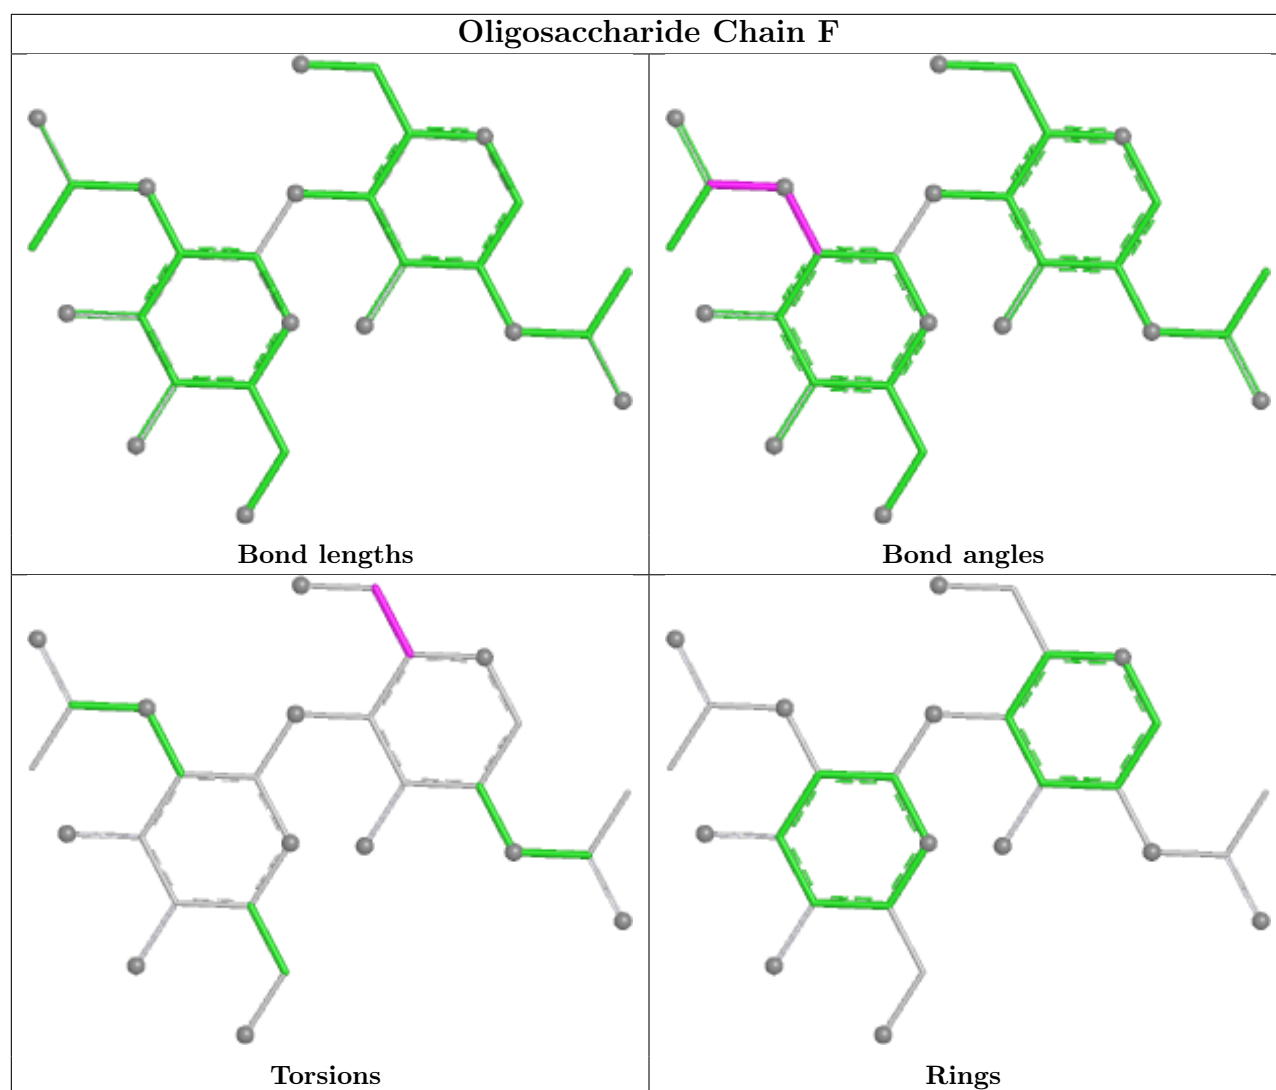 Oligosaccharide Chain F
Bond lengths
Bond angles
Torsions
Rings